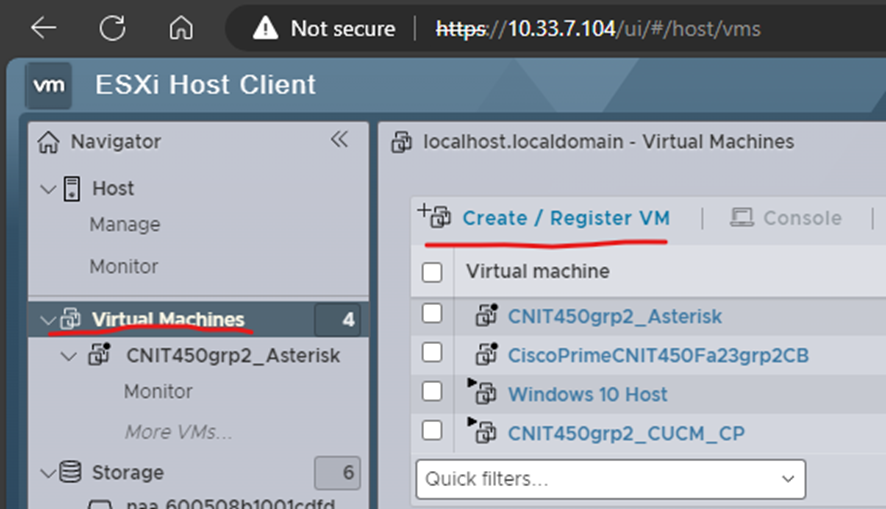 Not secure https://10.33.7.104/ui/#/host/vms
vm ESXi Host Client
Navigator
Host
Manage
Monitor
Virtual Machines 4
CNIT450grp2_Asterisk
Monitor
More VMs...
Storage 6
naa.600508b1001cdfd
localhost.localdomain - Virtual Machines
Create / Register VM | Console |
Virtual machine
CNIT450grp2_Asterisk
CiscoPrimeCNIT450Fa23grp2CB
Windows 10 Host
CNIT450grp2_CUCM_CP
Quick filters...